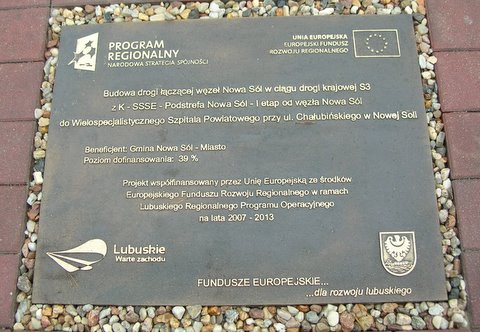 PROGRAM
REGIONALNY
NARODOWA STRATEGIA SPÓJNOŚCI
UNIA EUROPEJSKA
EUROPEJSKI FUNDUSZ
ROZWOJU REGIONALNEGO
Budowa drogi łączącej węzeł Nowa Sól w ciągu drogi krajowej S3
z K - SSSE - Podstrefa Nowa Sól - I etap od węzła Nowa Sól
do Wielospecjalistycznego Szpitala Powiatowego przy ul. Chałubińskiego w Nowej Soli
Beneficjent: Gmina Nowa Sól - Miasto
Poziom dofinansowania: 39 %
Projekt współfinansowany przez Unię Europejską ze środków
Europejskiego Funduszu Rozwoju Regionalnego w ramach
Lubuskiego Regionalnego Programu Operacyjnego
na lata 2007 - 2013
Lubuskie
Warte zachodu
FUNDUSZE EUROPEJSKIE...
...dla rozwoju lubuskiego